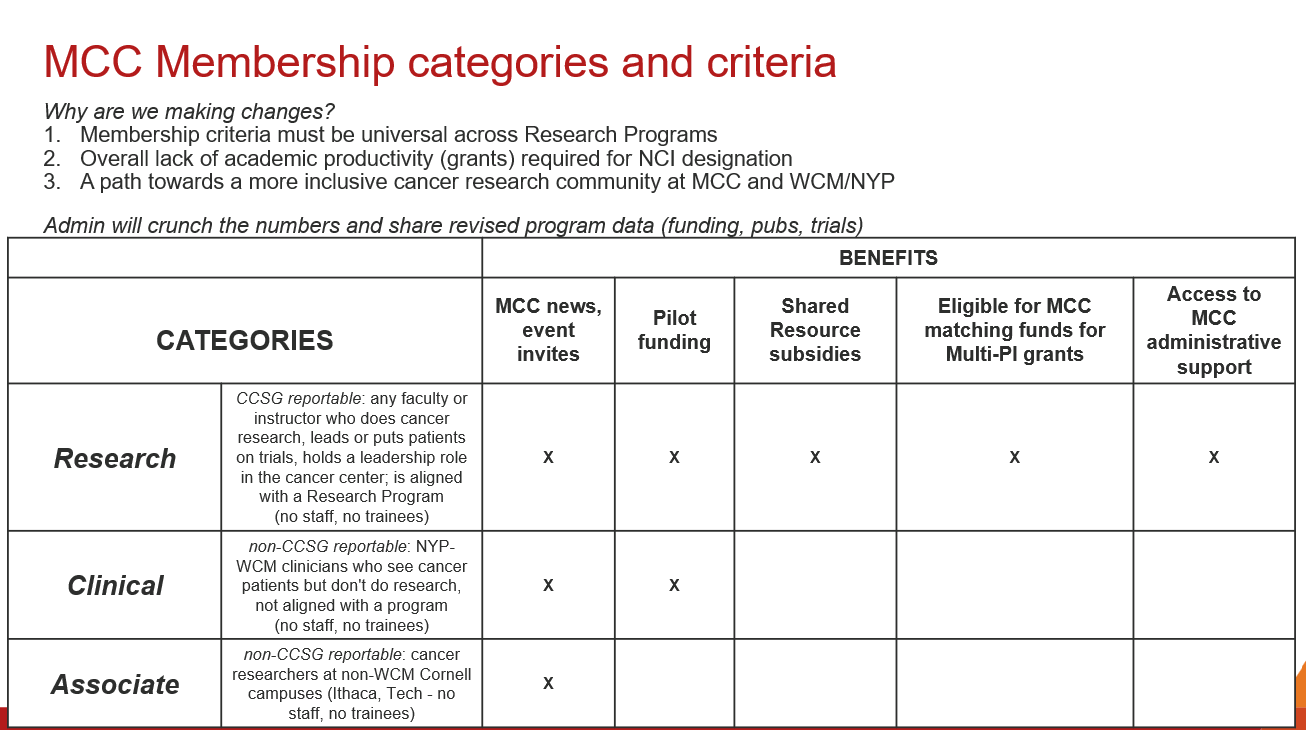 MCC Membership categories and criteria
Why are we making changes?
1. Membership criteria must be universal across Research Programs
2. Overall lack of academic productivity (grants) required for NCI designation
3. A path towards a more inclusive cancer research community at MCC and WCM/NYP
Admin will crunch the numbers and share revised program data (funding, pubs, trials)
BENEFITS
CATEGORIES
MCC news,
event
invites
Pilot
funding
Shared
Resource
subsidies
Eligible for MCC
matching funds for
Multi-PI grants
Access to
MCC
administrative
support
Research
CCSG reportable: any faculty or
instructor who does cancer
research, leads or puts patients
on trials, holds a leadership role
in the cancer center; is aligned
with a Research Program
(no staff, no trainees)
X
X
X
X
X
Clinical
non-CCSG reportable: NYP-
WCM clinicians who see cancer
patients but don't do research,
not aligned with a program
(no staff, no trainees)
X
X
Associate
non-CCSG reportable: cancer
researchers at non-WCM Cornell
campuses (Ithaca, Tech - no
staff, no trainees)
X